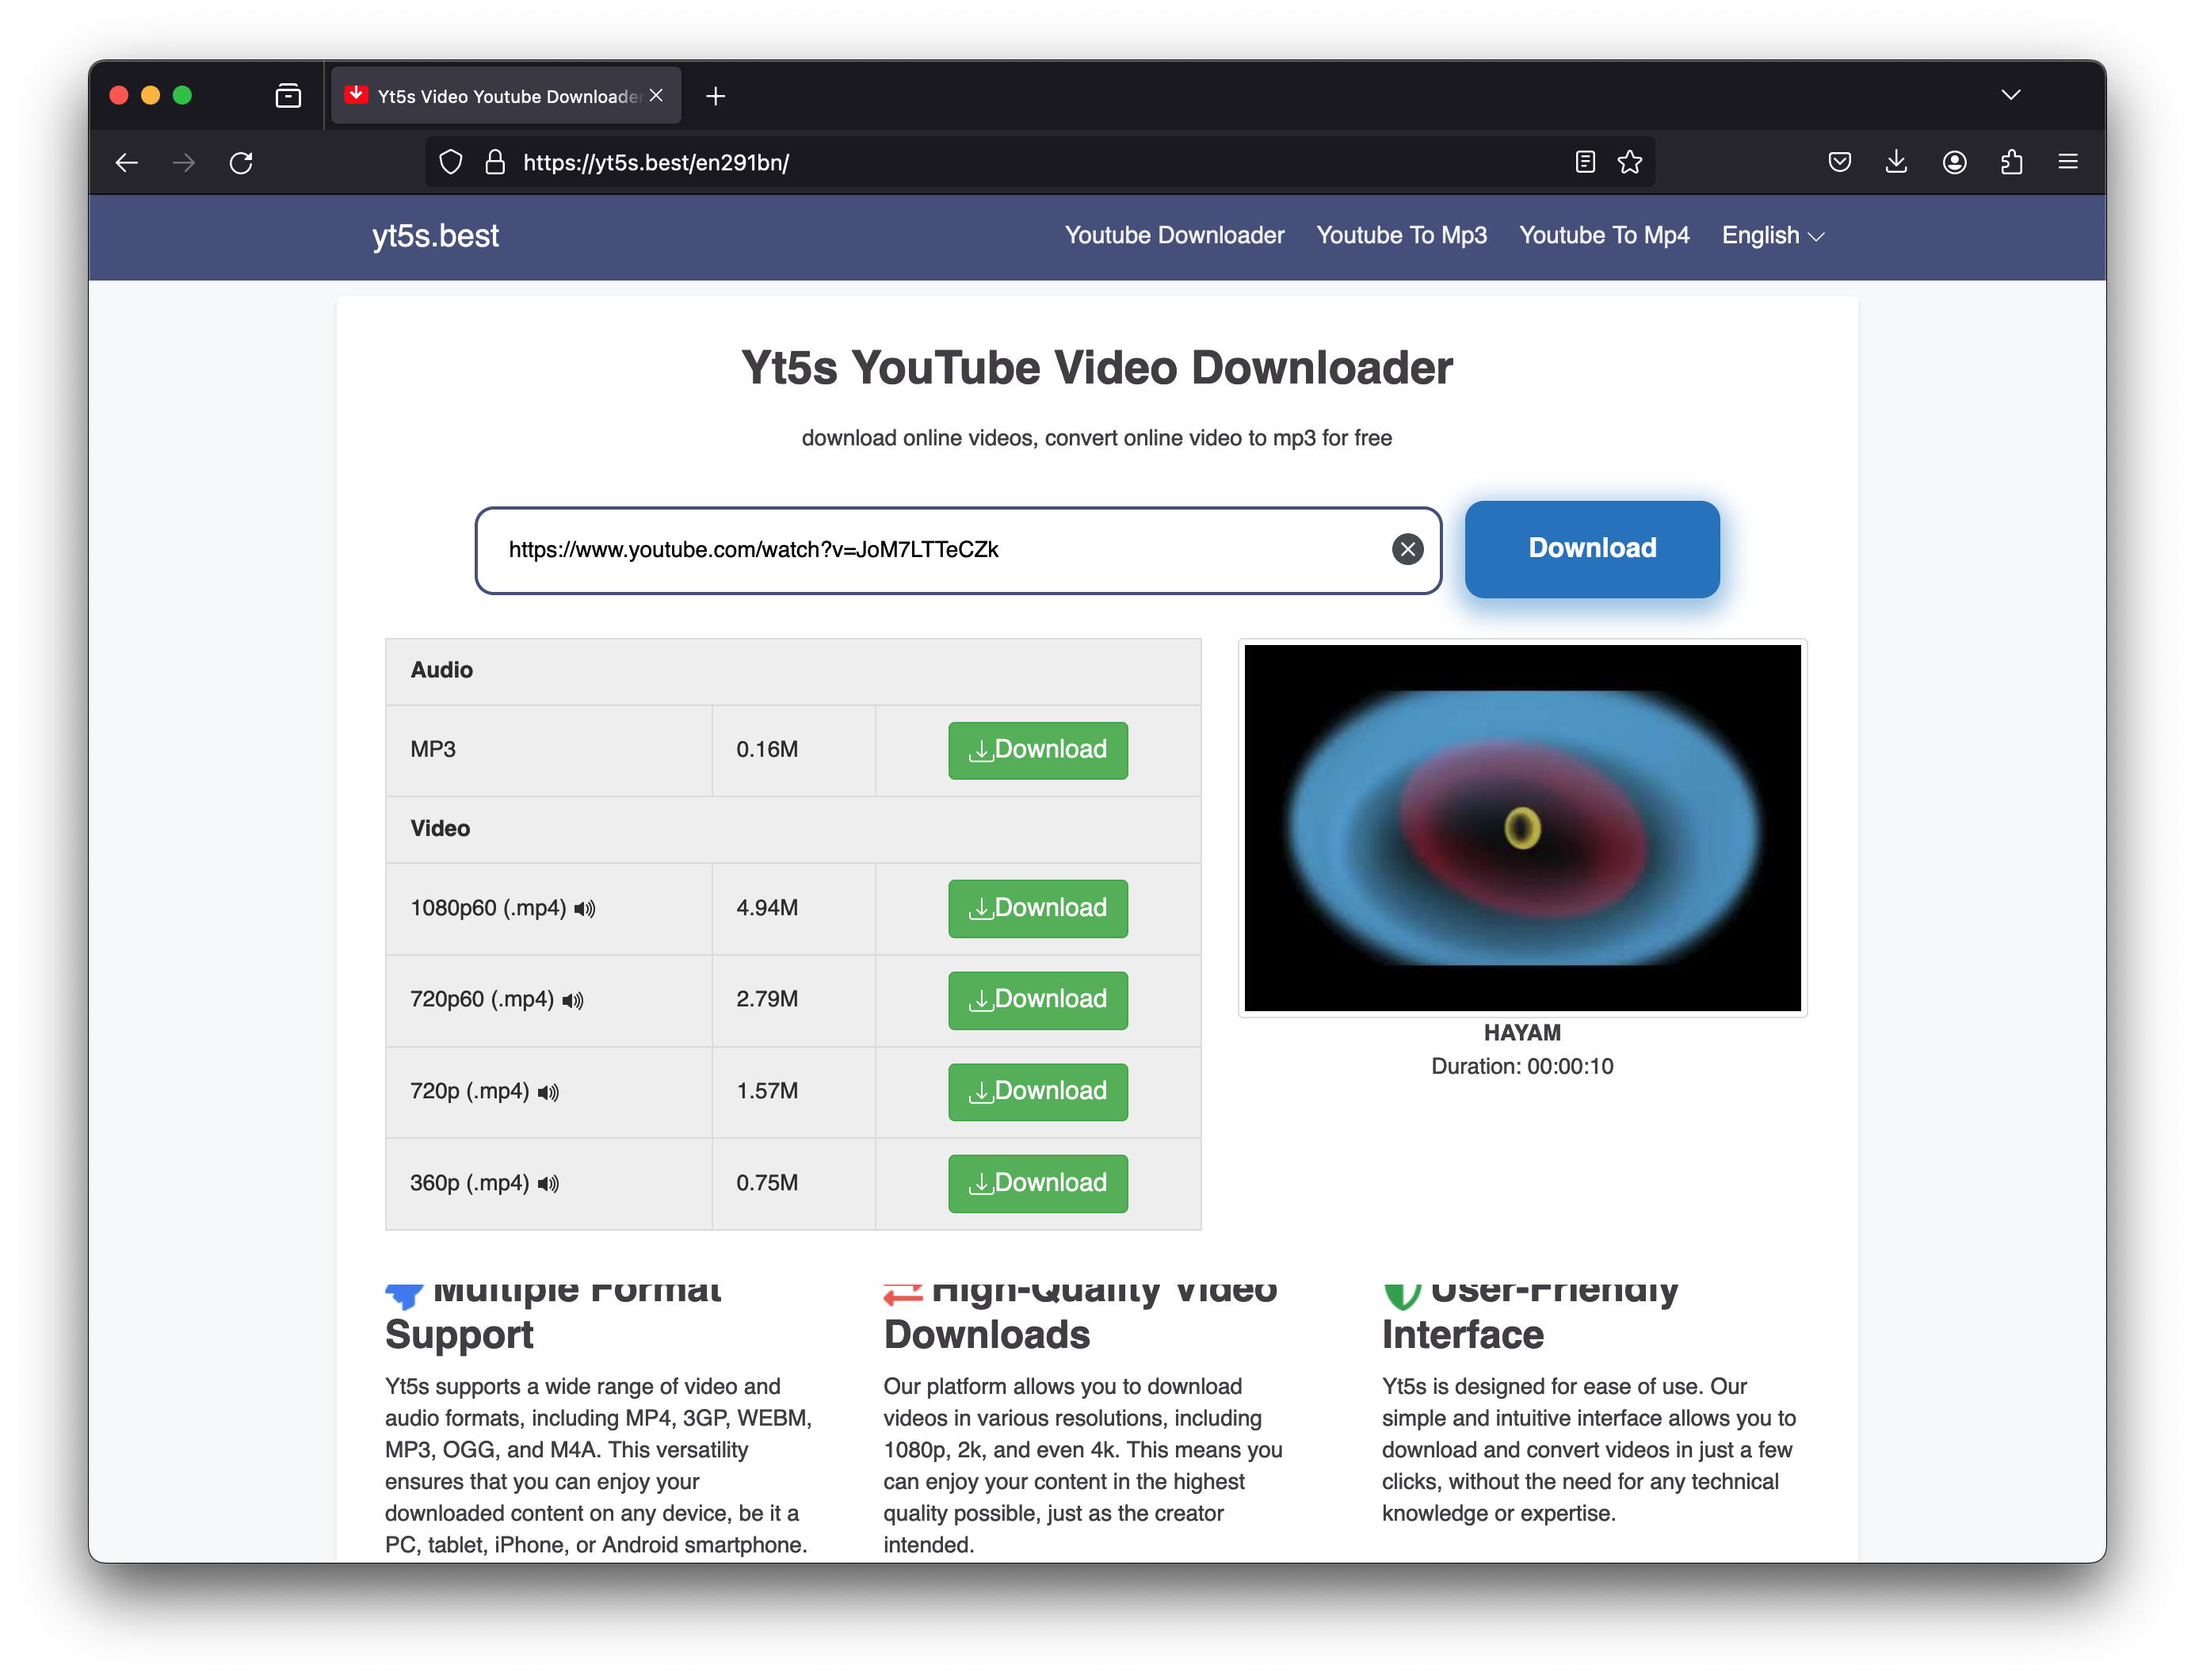 Yt5s Video Youtube Downloader
https://yt5s.best/en291bn/
yt5s.best
Youtube Downloader
Youtube To Mp3
Youtube To Mp4
English
Yt5s YouTube Video Downloader
download online videos, convert online video to mp3 for free
https://www.youtube.com/watch?v=JoM7LTTeCZk
Download
Audio
MP3 0.16M Download
Video
1080p60 (.mp4) 4.94M Download
720p60 (.mp4) 2.79M Download
720p (.mp4) 1.57M Download
360p (.mp4) 0.75M Download
HAYAM
Duration: 00:00:10
Multiple Format
Support
Yt5s supports a wide range of video and
audio formats, including MP4, 3GP, WEBM,
MP3, OGG, and M4A. This versatility
ensures that you can enjoy your
downloaded content on any device, be it a
PC, tablet, iPhone, or Android smartphone.
High-Quality Video
Downloads
Our platform allows you to download
videos in various resolutions, including
1080p, 2k, and even 4k. This means you
can enjoy your content in the highest
quality possible, just as the creator
intended.
User-Friendly
Interface
Yt5s is designed for ease of use. Our
simple and intuitive interface allows you to
download and convert videos in just a few
clicks, without the need for any technical
knowledge or expertise.